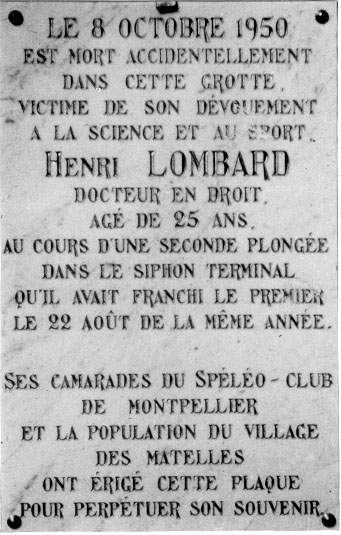 LE 8 OCTOBRE 1950
EST MORT ACCIDENTELLEMENT
DANS CETTE GROTTE,
VICTIME DE SON DÉVOUEMENT
A LA SCIENCE ET AU SPORT,
HENRI LOMBARD
DOCTEUR EN DROIT,
AGÉ DE 25 ANS,
AU COURS D'UNE SECONDE PLONGÉE
DANS LE SIPHON TERMINAL
QU'IL AVAIT FRANCHI LE PREMIER
LE 22 AOÛT DE LA MÊME ANNÉE.
SES CAMARADES DU SPÉLÉO-CLUB
DE MONTPELLIER
ET LA POPULATION DU VILLAGE
DES MATELLES
ONT ÉRIGÉ CETTE PLAQUE
POUR PERPÉTUER SON SOUVENIR.